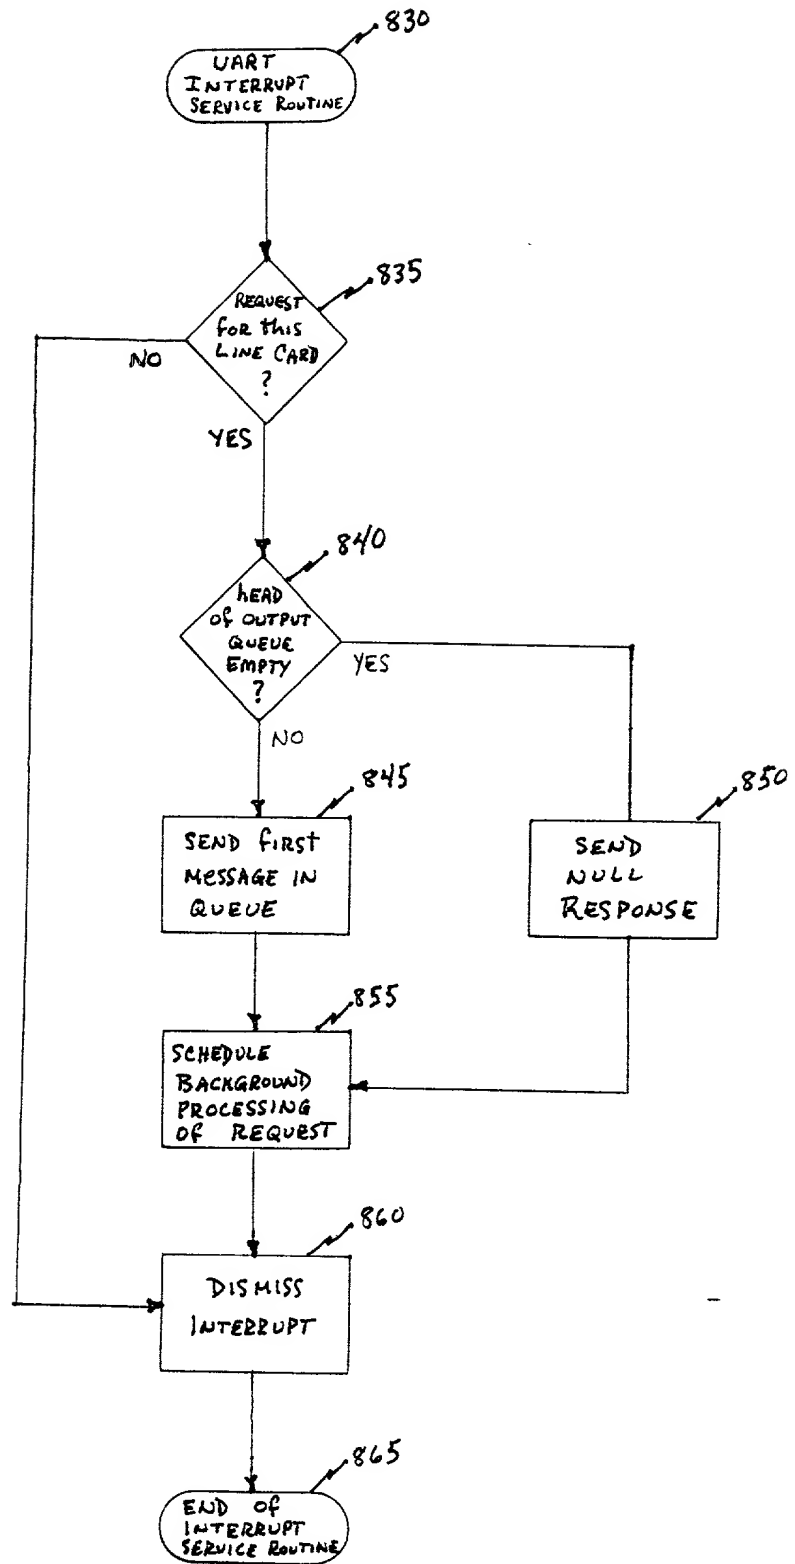 830
UART
INTERRUPT
SERVICE ROUTINE
835
REQUEST
for this
LINE CARD
?
NO
YES
840
hEAD
of OUTPUT
QUEUE
EMPTY
?
YES
NO
845
SEND fIRST
MESSAGE IN
QUEUE
850
SEND
NULL
RESPONSE
855
SCHEDULE
BACKGROUND
PROCESSING
Of REQUEST
860
DISMISS
INTERRUPT
865
END Of
INTERRUPT
SERVICE ROUTINE